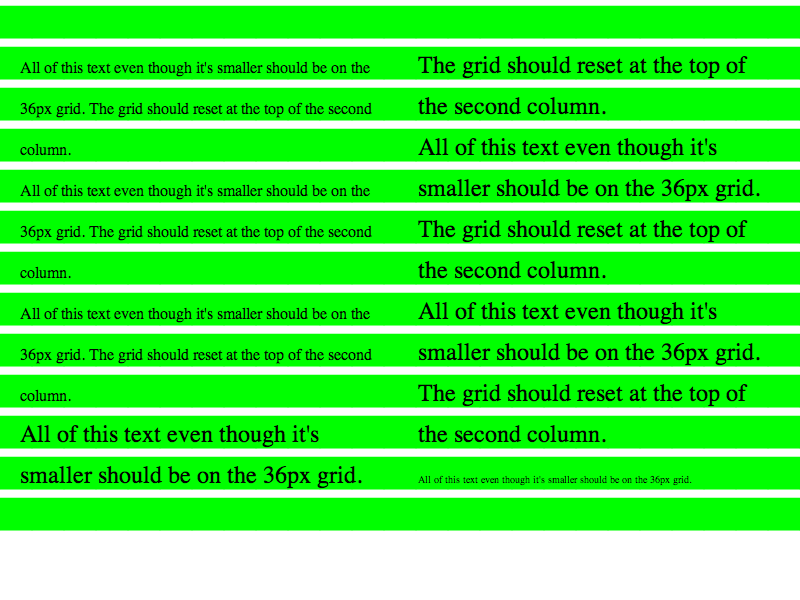 All of this text even though it's smaller should be on the
36px grid. The grid should reset at the top of the second
column.
All of this text even though it's smaller should be on the
36px grid. The grid should reset at the top of the second
column.
All of this text even though it's smaller should be on the
36px grid. The grid should reset at the top of the second
column.
All of this text even though it's
smaller should be on the 36px grid.
The grid should reset at the top of
the second column.
All of this text even though it's
smaller should be on the 36px grid.
The grid should reset at the top of
the second column.
All of this text even though it's
smaller should be on the 36px grid.
The grid should reset at the top of
the second column.
All of this text even though it's smaller should be on the 36px grid.